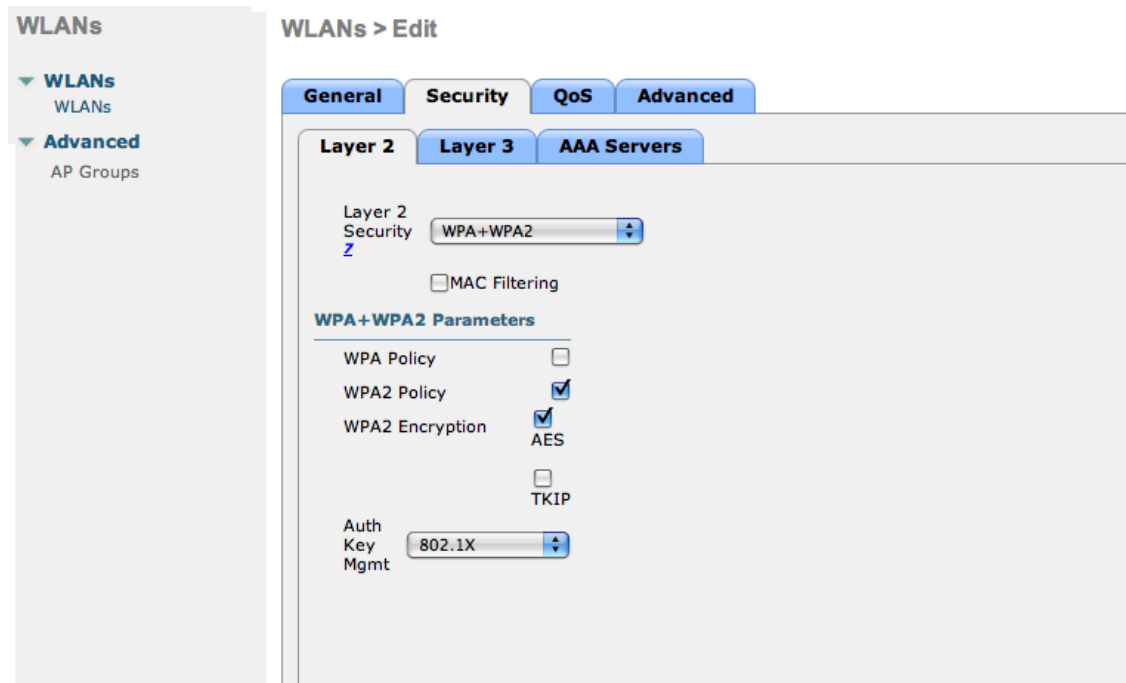 WLANs
WLANs
WLANs
Advanced
AP Groups
WLANs > Edit
General Security QoS Advanced
Layer 2 Layer 3 AAA Servers
Layer 2
Security
7
WPA+WPA2
MAC Filtering
WPA+WPA2 Parameters
WPA Policy
WPA2 Policy
WPA2 Encryption
AES
TKIP
Auth
Key
Mgmt
802.1X